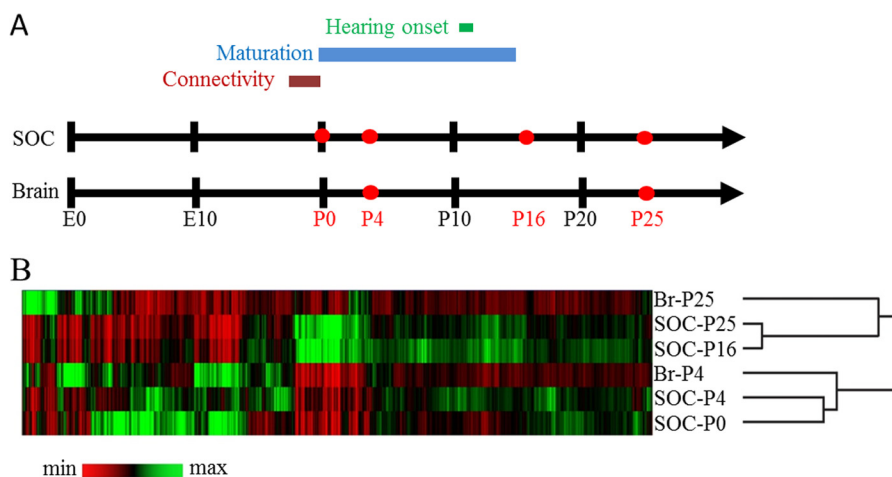 A
Hearing onset
Maturation
Connectivity
SOC
Brain
E0 E10 P0 P4 P10 P16 P20 P25
B
Br-P25
SOC-P25
SOC-P16
Br-P4
SOC-P4
SOC-P0
min max